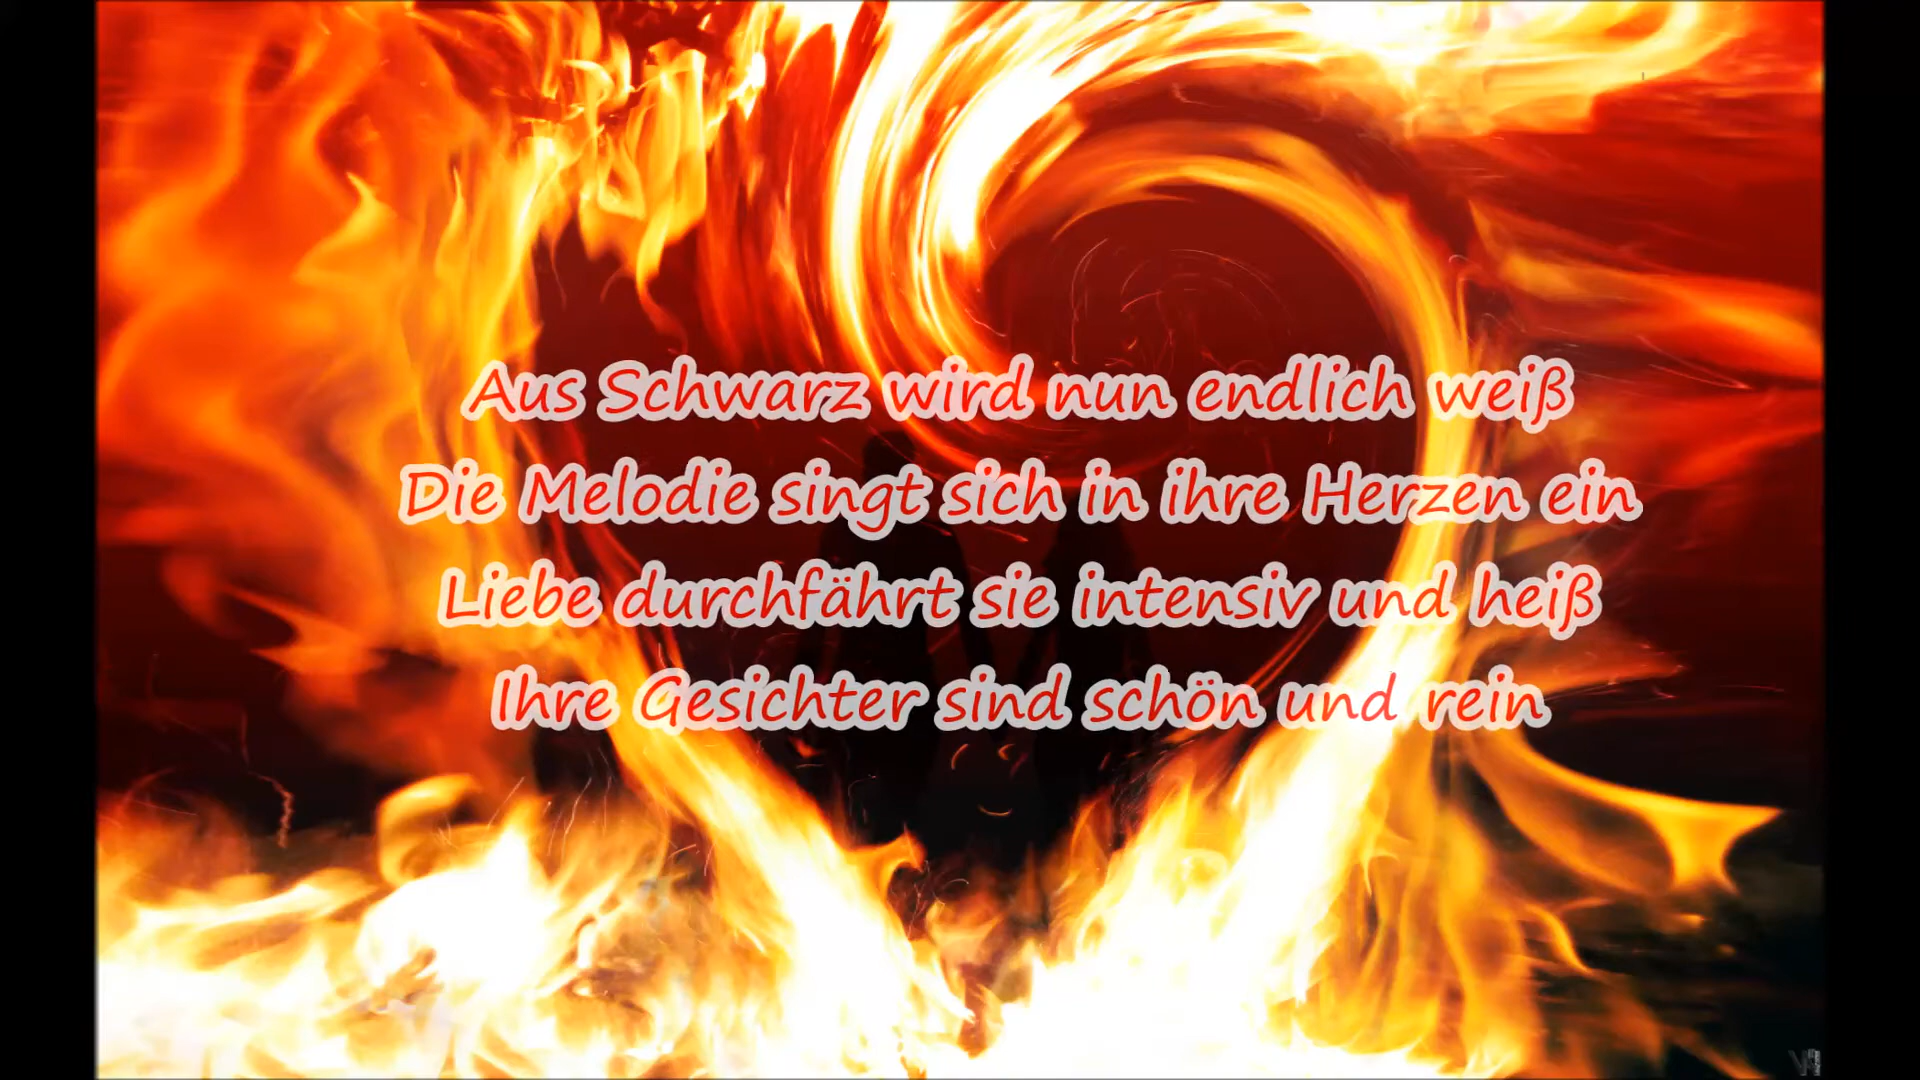 Aus Schwarz wird nun endlich weiß
Die Melodie singt sich in ihre Herzen ein
Liebe durchfährt sie intensiv und heiß
Ihre Gesichter sind schön und rein